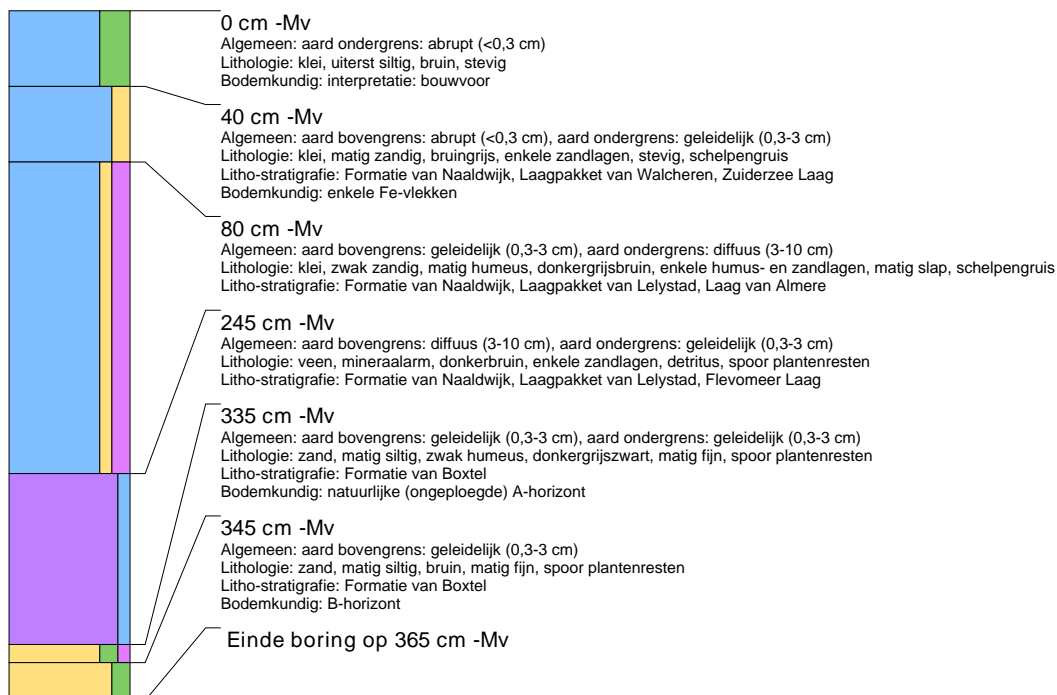 0 cm -Mv
Algemeen: aard ondergrens: abrupt (<0,3 cm)
Lithologie: klei, uiterst siltig, bruin, stevig
Bodemkundig: interpretatie: bouwvoor
40 cm -Mv
Algemeen: aard bovengrens: abrupt (<0,3 cm), aard ondergrens: geleidelijk (0,3-3 cm)
Lithologie: klei, matig zandig, bruingrijs, enkele zandlagen, stevig, schelpengruis
Litho-stratigrafie: Formatie van Naaldwijk, Laagpakket van Walcheren, Zuiderzee Laag
Bodemkundig: enkele Fe-vlekken
80 cm -Mv
Algemeen: aard bovengrens: geleidelijk (0,3-3 cm), aard ondergrens: diffuus (3-10 cm)
Lithologie: klei, zwak zandig, matig humeus, donkergrijsbruin, enkele humus- en zandlagen, matig slap, schelpengruis
Litho-stratigrafie: Formatie van Naaldwijk, Laagpakket van Lelystad, Laag van Almere
245 cm -Mv
Algemeen: aard bovengrens: diffuus (3-10 cm), aard ondergrens: geleidelijk (0,3-3 cm)
Lithologie: veen, mineraalarm, donkerbruin, enkele zandlagen, detritus, spoor plantenresten
Litho-stratigrafie: Formatie van Naaldwijk, Laagpakket van Lelystad, Flevomeer Laag
335 cm -Mv
Algemeen: aard bovengrens: geleidelijk (0,3-3 cm), aard ondergrens: geleidelijk (0,3-3 cm)
Lithologie: zand, matig siltig, zwak humeus, donkergrijszwart, matig fijn, spoor plantenresten
Litho-stratigrafie: Formatie van Boxtel
Bodemkundig: natuurlijke (ongeploegde) A-horizont
345 cm -Mv
Algemeen: aard bovengrens: geleidelijk (0,3-3 cm)
Lithologie: zand, matig siltig, bruin, matig fijn, spoor plantenresten
Litho-stratigrafie: Formatie van Boxtel
Bodemkundig: B-horizont
Einde boring op 365 cm -Mv